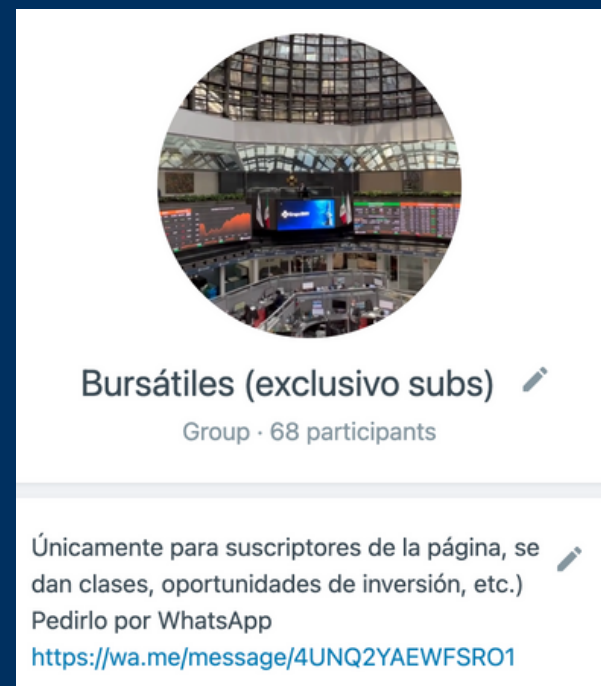 Bursátiles (exclusivo subs)
Group · 68 participants
Únicamente para suscriptores de la página, se
dan clases, oportunidades de inversión, etc.)
Pedirlo por WhatsApp
https://wa.me/message/4UNQ2YAEWFSRO1